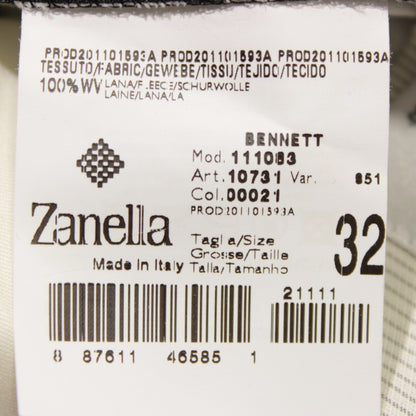 PROD201101593A PROD201101593A PROD201101593A
TESSUTO/FABRIC/GEWEBE/TISSU/TEJIDO/TECIDO
100%WV LANA/FLEECE/SCHURWOLLE
LAINE/LANA/LA
BENNETT
Mod. 111083
Art. 10731 Var. 851
Col. 00021
PROD201101593A
Zanella
Made in Italy
Taglia/Size
Grosse/Taille
Talla/Tamanho
32
21111
8 87611 46585 1